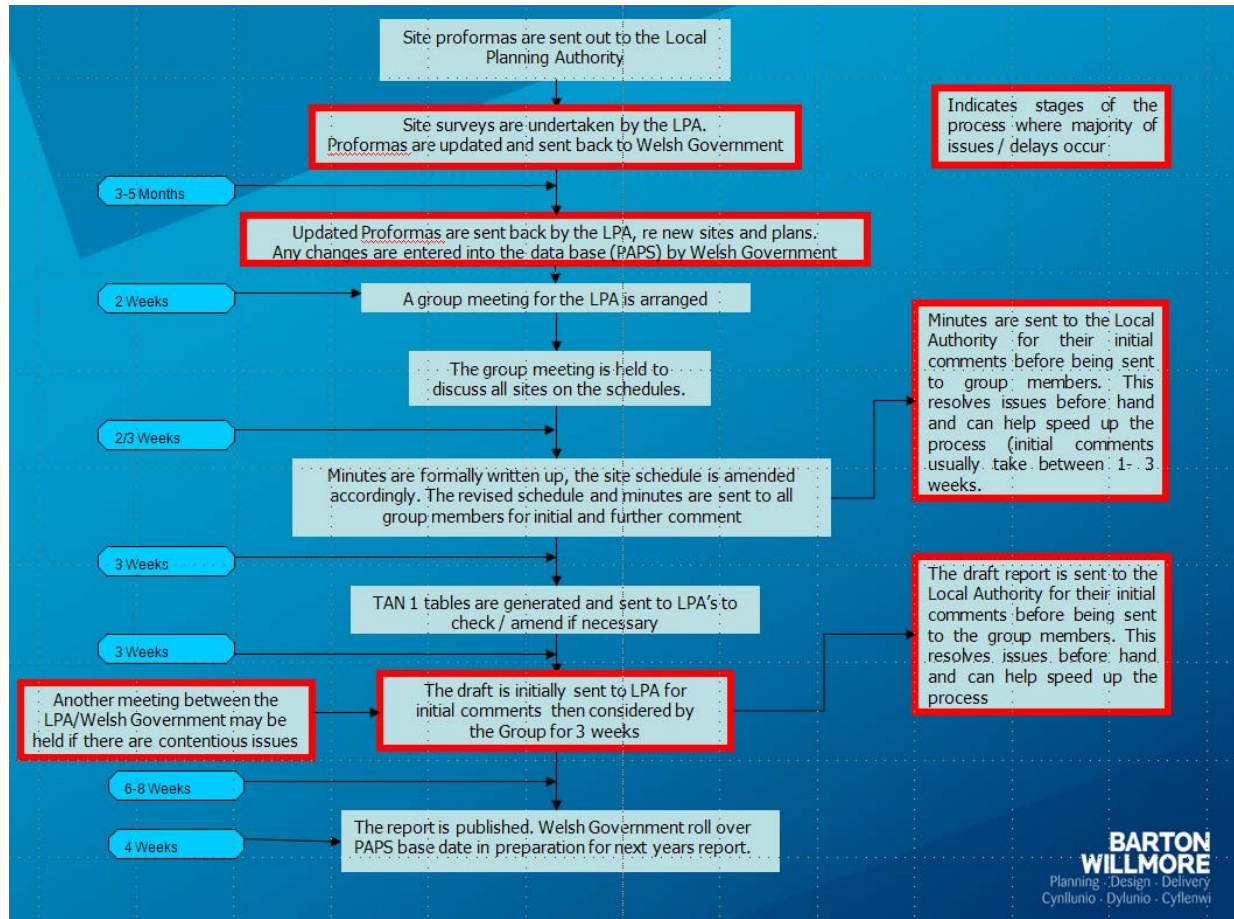 Site proformas are sent out to the Local
Planning Authority
Site surveys are undertaken by the LPA.
Proformas are updated and sent back to Welsh Government
Indicates stages of the
process where majority of
issues / delays occur
3-5 Months
Updated Proformas are sent back by the LPA, re new sites and plans.
Any changes are entered into the data base (PAPS) by Welsh Government
2 Weeks
A group meeting for the LPA is arranged
The group meeting is held to
discuss all sites on the schedules.
2/3 Weeks
Minutes are formally written up, the site schedule is amended
accordingly. The revised schedule and minutes are sent to all
group members for initial and further comment
Minutes are sent to the Local
Authority for their initial
comments before being sent
to group members. This
resolves issues before hand
and can help speed up the
process (initial comments
usually take between 1- 3
weeks.
3 Weeks
TAN 1 tables are generated and sent to LPA's to
check / amend if necessary
3 Weeks
The draft report is sent to the
Local Authority for their initial
comments before being sent
to the group members. This
resolves issues before hand
and can help speed up the
process
Another meeting between the
LPA/Welsh Government may be
held if there are contentious issues
The draft is initially sent to LPA for
initial comments then considered by
the Group for 3 weeks
6-8 Weeks
4 Weeks
The report is published. Welsh Government roll over
PAPS base date in preparation for next years report.
BARTON
WILLMORE
Planning · Design · Delivery
Cynllunio · Dylunio · Cyflenwi